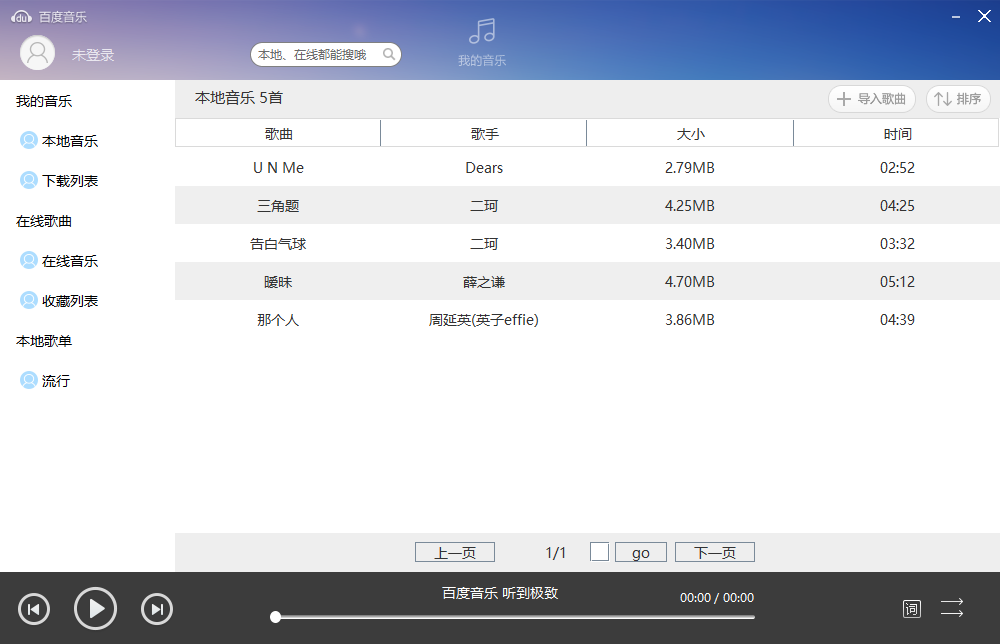 百度音乐
未登录
本地、在线都能搜哦
我的音乐
我的音乐
本地音乐
下载列表
在线歌曲
在线音乐
收藏列表
本地歌单
流行
本地音乐 5首
导入歌曲 排序
歌曲 歌手 大小 时间
U N Me Dears 2.79MB 02:52
三角题 二珂 4.25MB 04:25
告白气球 二珂 3.40MB 03:32
暧昧 薛之谦 4.70MB 05:12
那个人 周延英(英子effie) 3.86MB 04:39
上一页 1/1 go 下一页
百度音乐 听到极致
00:00 / 00:00
词